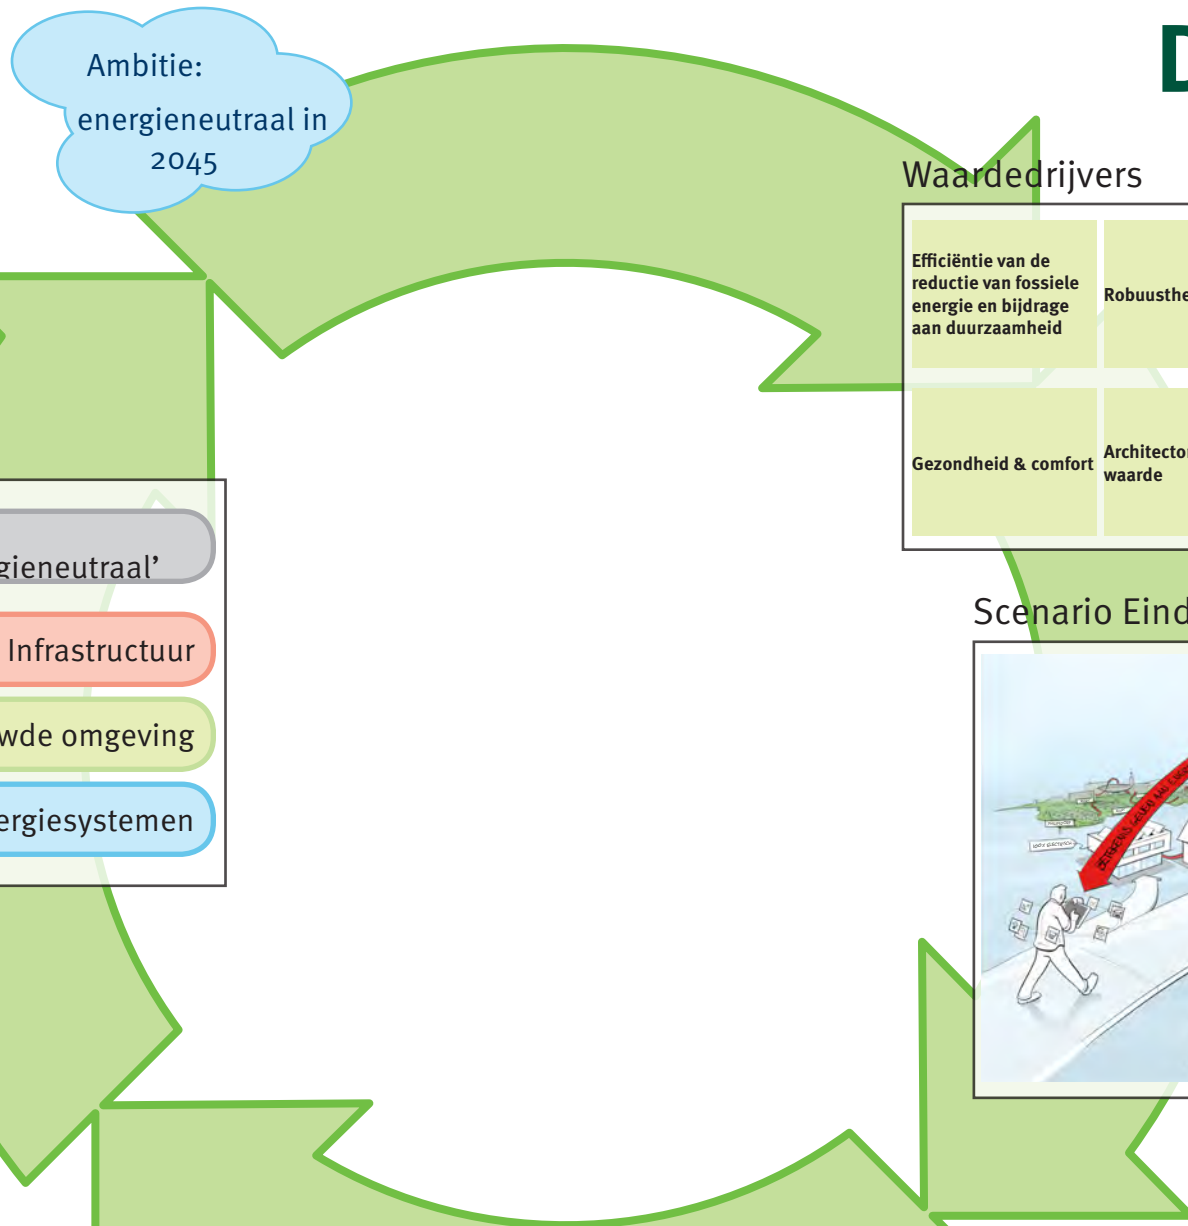 Ambitie:
energieneutraal in
2045
D
Waardedrijvers
Efficiëntie van de
reductie van fossiele
energie en bijdrage
aan duurzaamheid
Robuusthe
Gezondheid & comfort
Architecto
waarde
gieneutraal’
Infrastructuur
wde omgeving
ergiesystemen
Scenario Eind